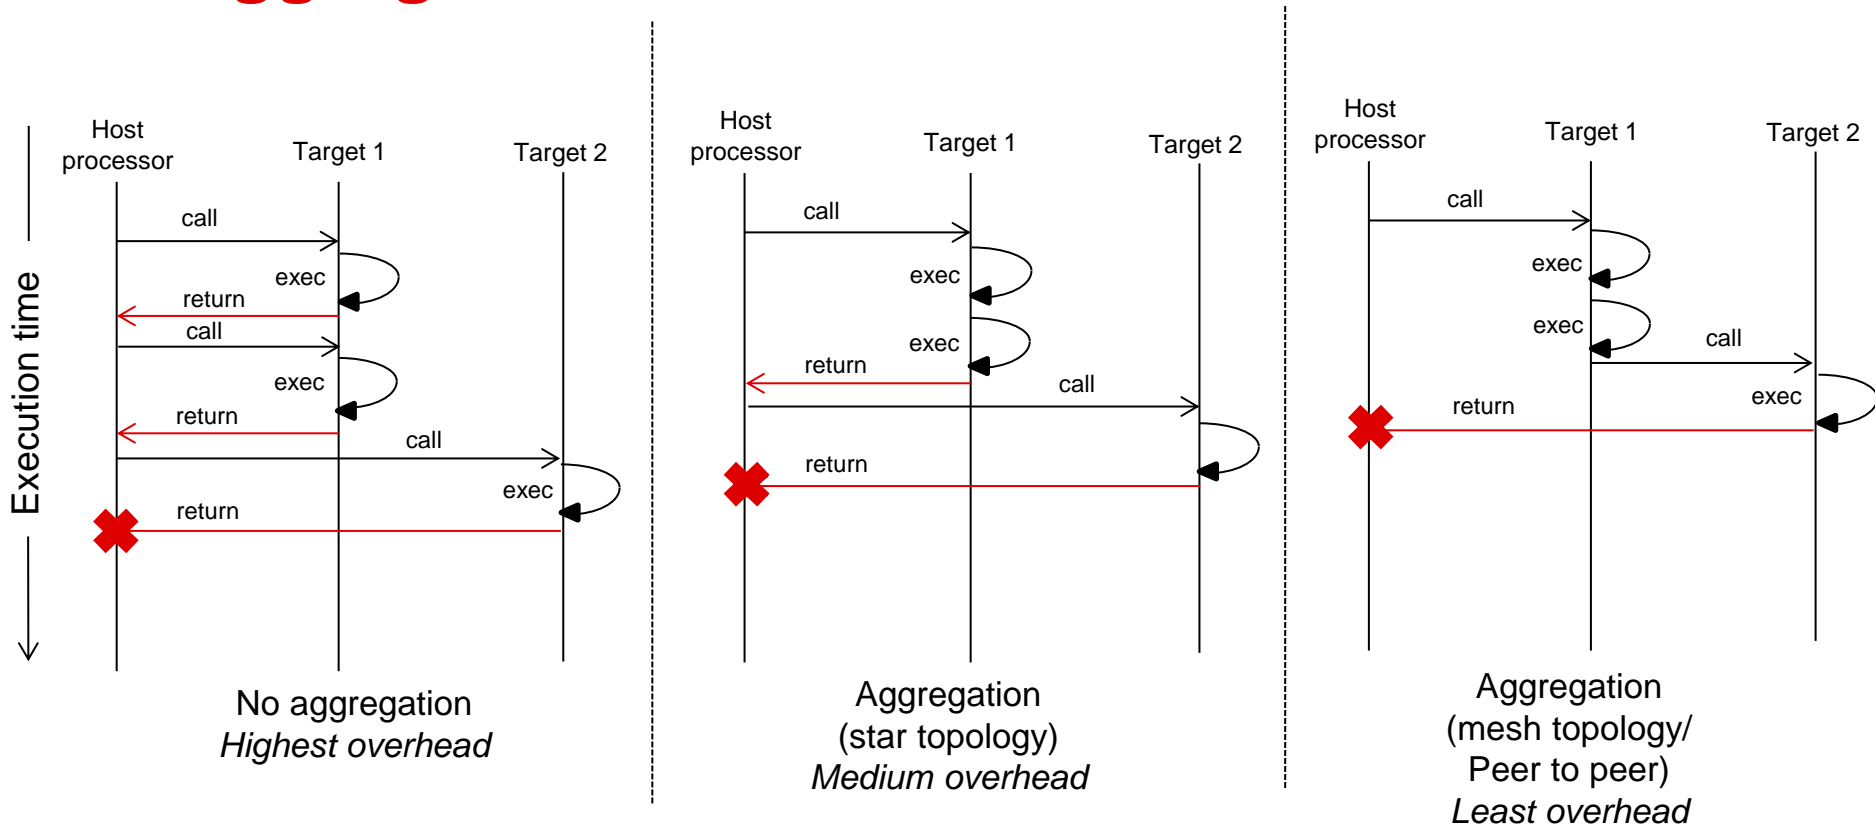 Execution time
Host
processor
Target 1
Target 2
call
exec
return
call
exec
return
call
exec
return
No aggregation
Highest overhead
Host
processor
Target 1
Target 2
call
exec
exec
return
call
return
Aggregation
(star topology)
Medium overhead
Host
processor
Target 1
Target 2
call
exec
exec
call
exec
return
Aggregation
(mesh topology/
Peer to peer)
Least overhead